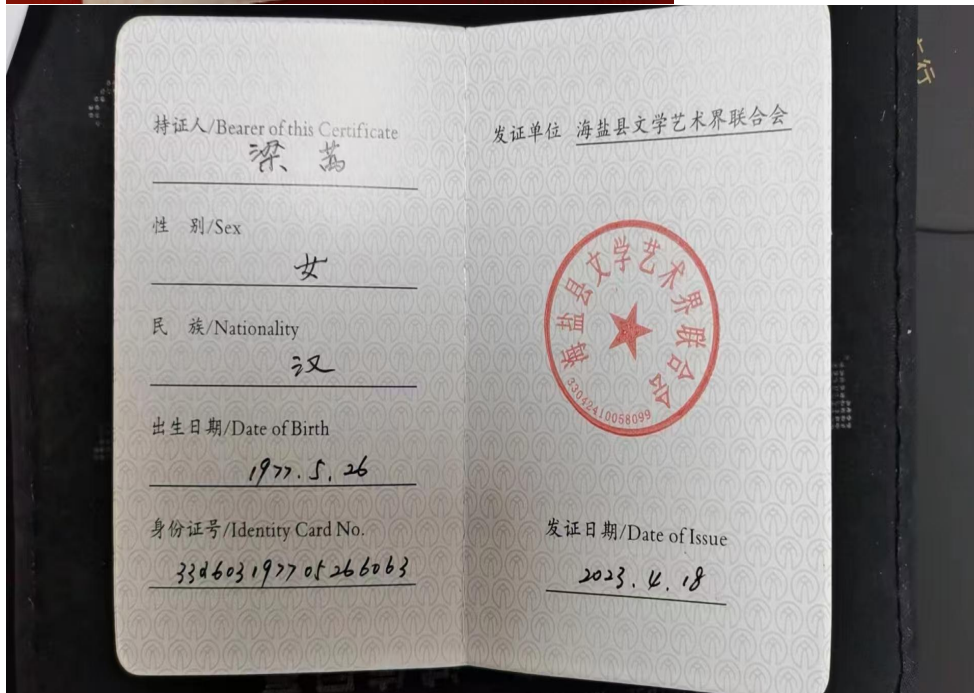 持证人/Bearer of this Certificate
梁萵
性 别/Sex
女
民 族/Nationality
汉
出生日期/Date of Birth
1977.5.26
身份证号/Identity Card No.
330603197705266063
发证单位 海盐县文学艺术界联合会
海盐县文学艺术界联合会
33042410058099
发证日期/Date of Issue
2023.4.18
行